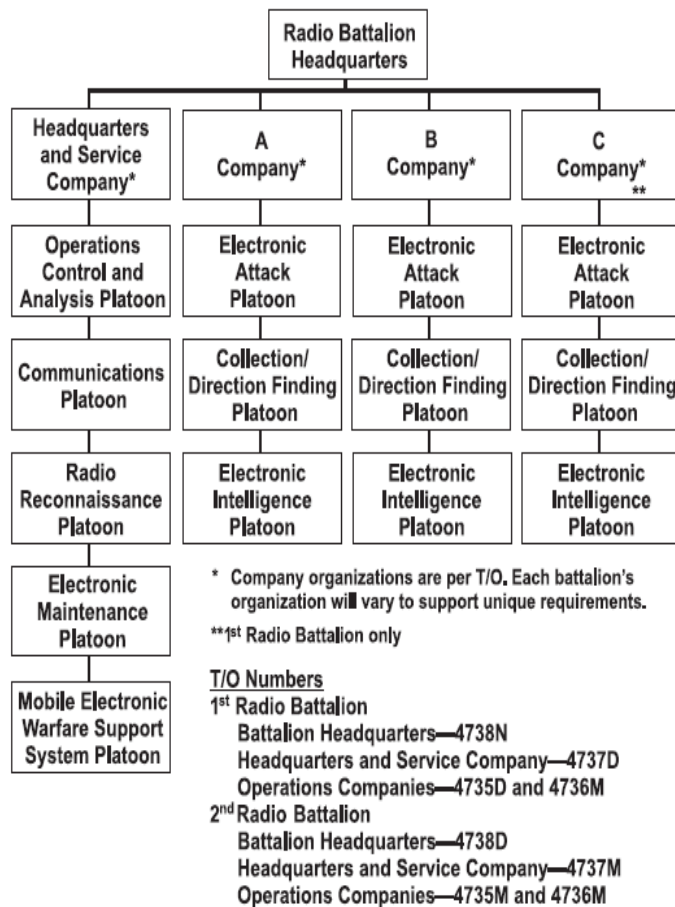 Radio Battalion
Headquarters
Headquarters
and Service
Company*
A
Company*
B
Company*
C
Company*
**
Operations
Control and
Analysis Platoon
Electronic
Attack
Platoon
Electronic
Attack
Platoon
Electronic
Attack
Platoon
Communications
Platoon
Collection/
Direction Finding
Platoon
Collection/
Direction Finding
Platoon
Collection/
Direction Finding
Platoon
Radio
Reconnaissance
Platoon
Electronic
Intelligence
Platoon
Electronic
Intelligence
Platoon
Electronic
Intelligence
Platoon
Electronic
Maintenance
Platoon
Mobile Electronic
Warfare Support
System Platoon
* Company organizations are per T/O. Each battalion's
organization will vary to support unique requirements.
**1st Radio Battalion only
T/O Numbers
1st Radio Battalion
Battalion Headquarters—4738N
Headquarters and Service Company—4737D
Operations Companies—4735D and 4736M
2nd Radio Battalion
Battalion Headquarters—4738D
Headquarters and Service Company—4737M
Operations Companies—4735M and 4736M